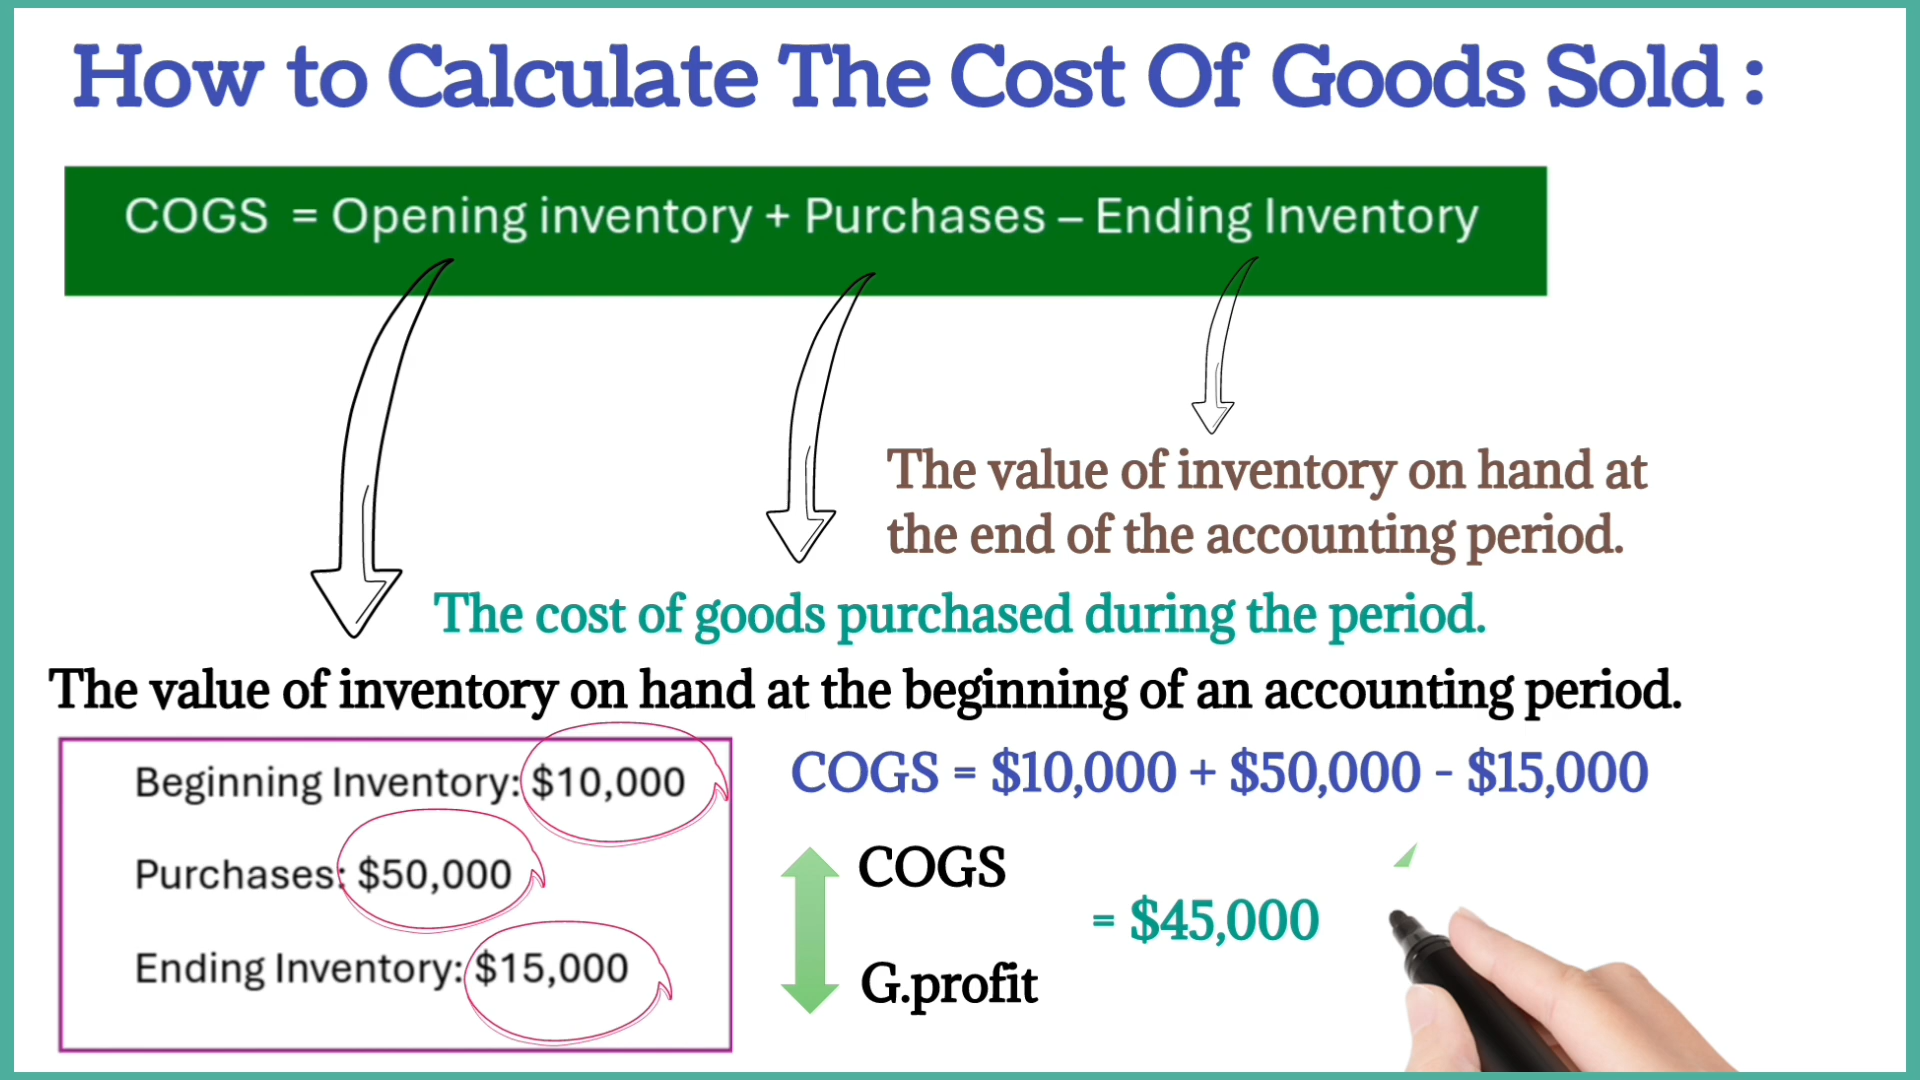 How to Calculate The Cost Of Goods Sold :
COGS = Opening inventory + Purchases – Ending Inventory
The value of inventory on hand at
the end of the accounting period.
The cost of goods purchased during the period.
The value of inventory on hand at the beginning of an accounting period.
Beginning Inventory: $10,000
Purchases: $50,000
Ending Inventory: $15,000
COGS = $10,000 + $50,000 - $15,000
COGS
= $45,000
G.profit